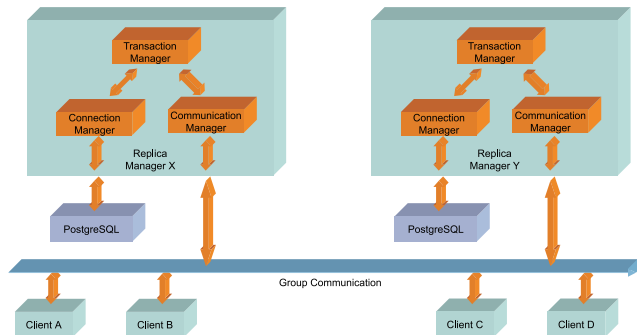 Transaction
Manager
Connection
Manager
Communication
Manager
Replica
Manager X
PostgreSQL
Transaction
Manager
Connection
Manager
Communication
Manager
Replica
Manager Y
PostgreSQL
Group Communication
Client A
Client B
Client C
Client D